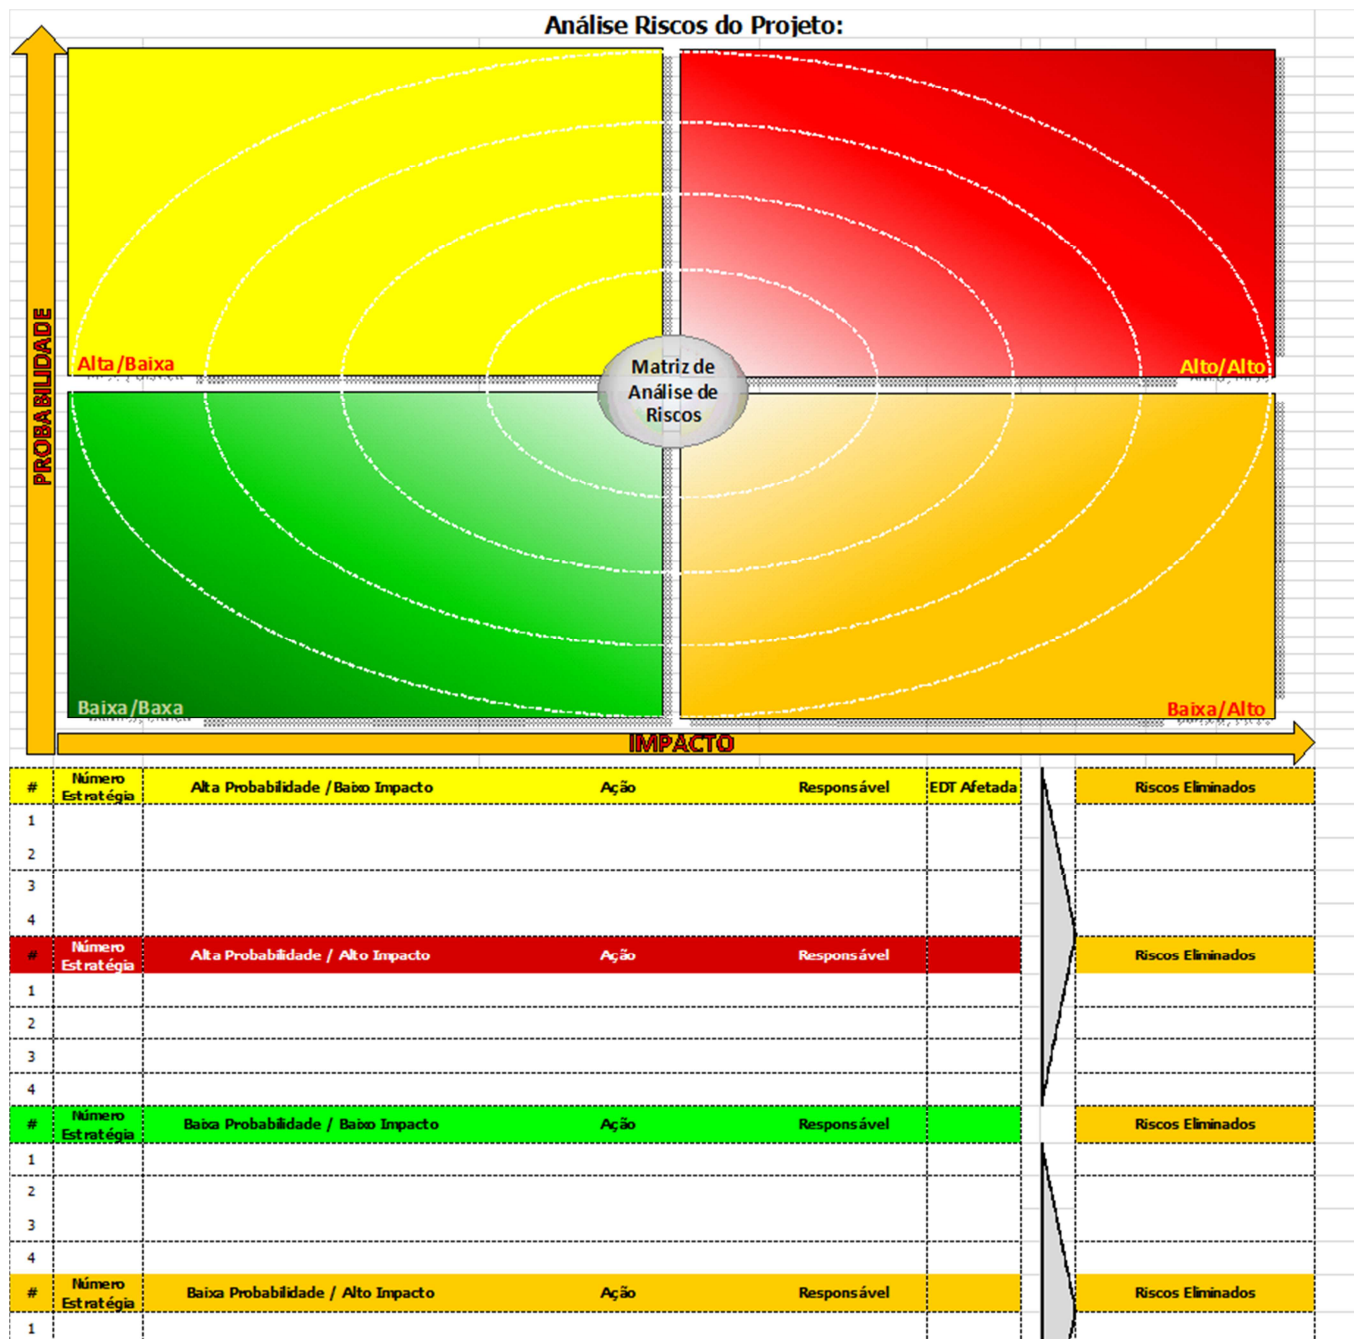 Análise Riscos do Projeto:
PROBABILIDADE
Alta/Baixa
Alto/Alto
Matriz de
Análise de
Riscos
Baixa/Baxa
Baixa/Alto
IMPACTO
# Número Estratégia Alta Probabilidade /Baixo Impacto Ação Responsável EDT Afetada Riscos Eliminados
1
2
3
4
# Número Estratégia Alta Probabilidade / Alto Impacto Ação Responsável Riscos Eliminados
1
2
3
4
# Número Estratégia Baixa Probabilidade / Baixo Impacto Ação Responsável Riscos Eliminados
1
2
3
4
# Número Estratégia Baixa Probabilidade / Alto Impacto Ação Responsável Riscos Eliminados
1